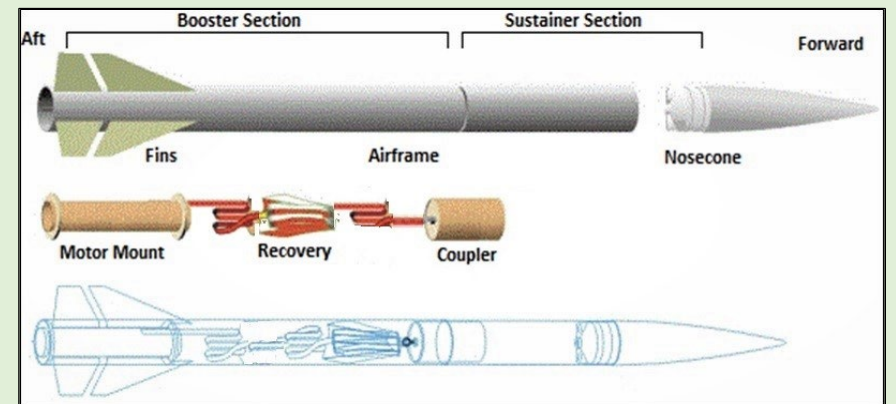 Booster Section
Sustainer Section
Aft
Forward
Fins
Airframe
Nosecone
Motor Mount
Recovery
Coupler